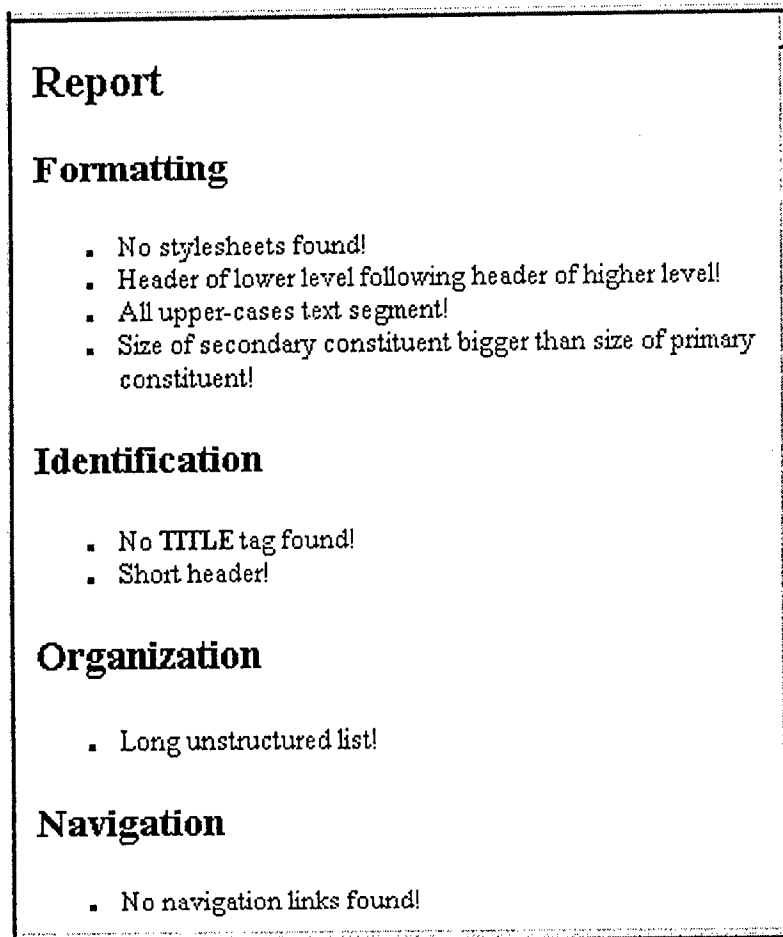 Report
Formatting
▪ No stylesheets found!
▪ Header of lower level following header of higher level!
▪ All upper-cases text segment!
▪ Size of secondary constituent bigger than size of primary
constituent!
Identification
▪ No TITLE tag found!
▪ Short header!
Organization
▪ Long unstructured list!
Navigation
▪ No navigation links found!